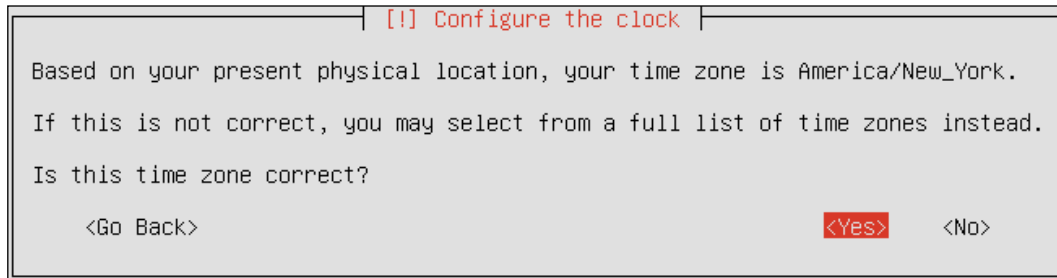 [!] Configure the clock
Based on your present physical location, your time zone is America/New_York.
If this is not correct, you may select from a full list of time zones instead.
Is this time zone correct?
<Go Back> <Yes> <No>